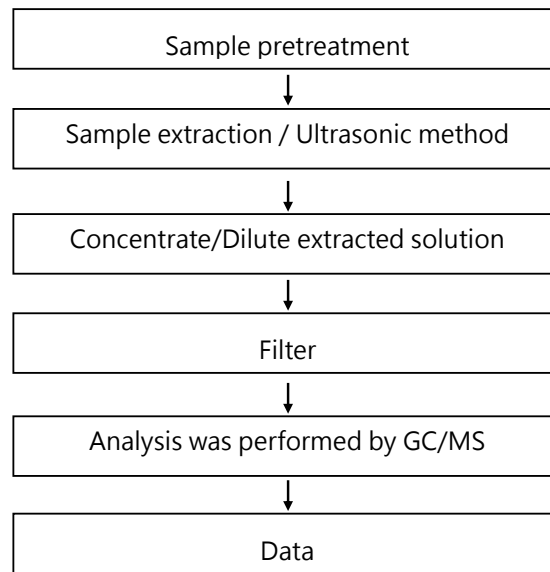 Sample pretreatment
Sample extraction / Ultrasonic method
Concentrate/Dilute extracted solution
Filter
Analysis was performed by GC/MS
Data